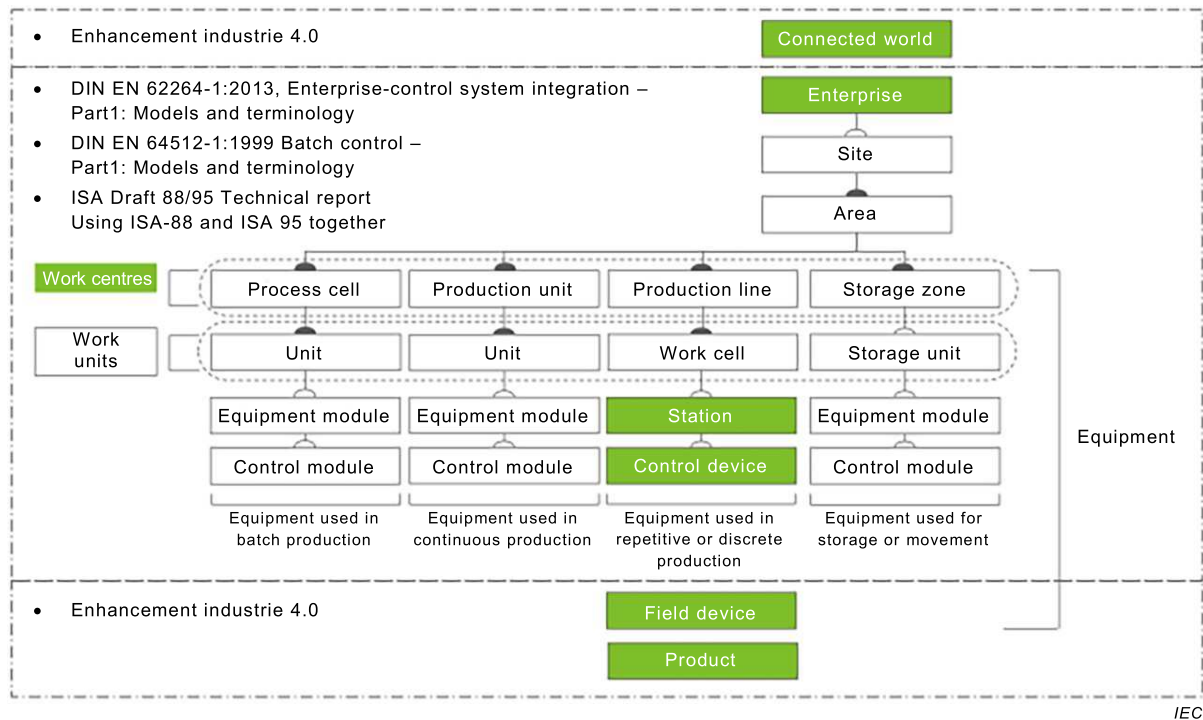 • Enhancement industrie 4.0
Connected world
• DIN EN 62264-1:2013, Enterprise-control system integration –
Part1: Models and terminology
• DIN EN 64512-1:1999 Batch control –
Part1: Models and terminology
• ISA Draft 88/95 Technical report
Using ISA-88 and ISA 95 together
Enterprise
Site
Area
Work centres
Process cell
Production unit
Production line
Storage zone
Work
units
Unit
Unit
Work cell
Storage unit
Equipment module
Equipment module
Station
Equipment module
Control module
Control module
Control device
Control module
Equipment
Equipment used in
batch production
Equipment used in
continuous production
Equipment used in
repetitive or discrete
production
Equipment used for
storage or movement
• Enhancement industrie 4.0
Field device
Product
IEC